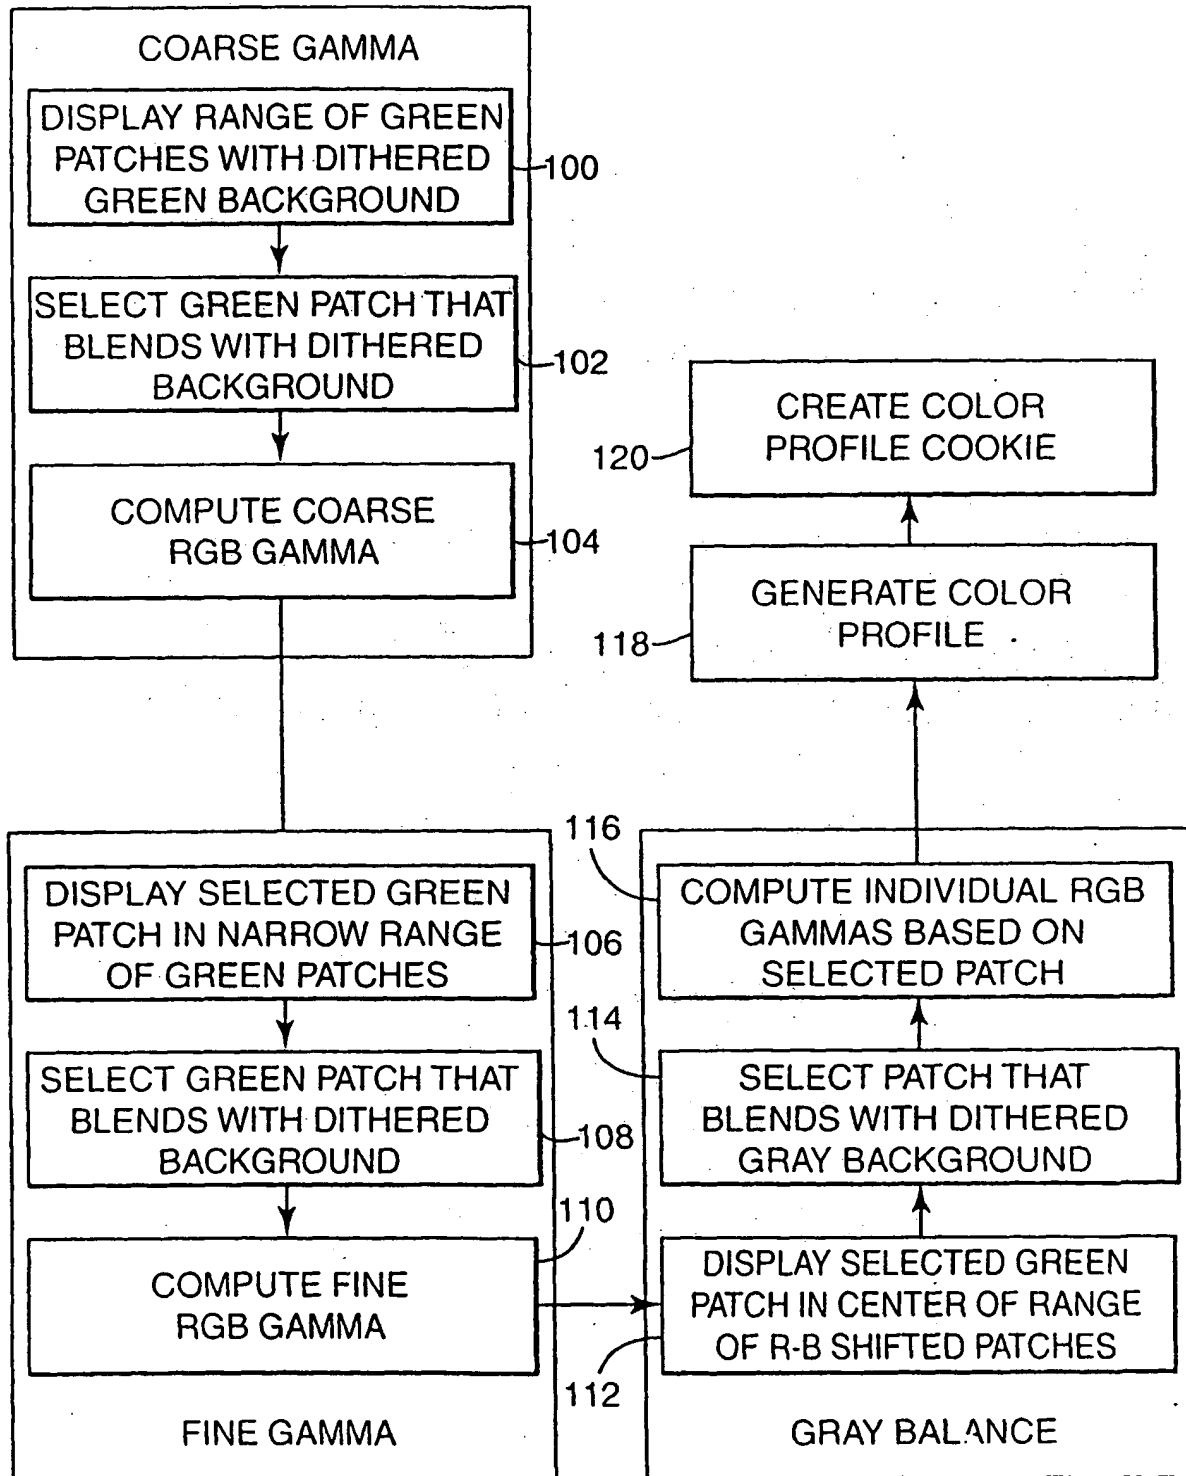 COARSE GAMMA
DISPLAY RANGE OF GREEN
PATCHES WITH DITHERED
GREEN BACKGROUND
100
SELECT GREEN PATCH THAT
BLENDS WITH DITHERED
BACKGROUND
102
COMPUTE COARSE
RGB GAMMA
104
DISPLAY SELECTED GREEN
PATCH IN NARROW RANGE
OF GREEN PATCHES
106
SELECT GREEN PATCH THAT
BLENDS WITH DITHERED
BACKGROUND
108
110
COMPUTE FINE
RGB GAMMA
FINE GAMMA
DISPLAY SELECTED GREEN
PATCH IN CENTER OF RANGE
OF R-B SHIFTED PATCHES
112
GRAY BALANCE
114
SELECT PATCH THAT
BLENDS WITH DITHERED
GRAY BACKGROUND
116
COMPUTE INDIVIDUAL RGB
GAMMAS BASED ON
SELECTED PATCH
GENERATE COLOR
PROFILE
118
CREATE COLOR
PROFILE COOKIE
120